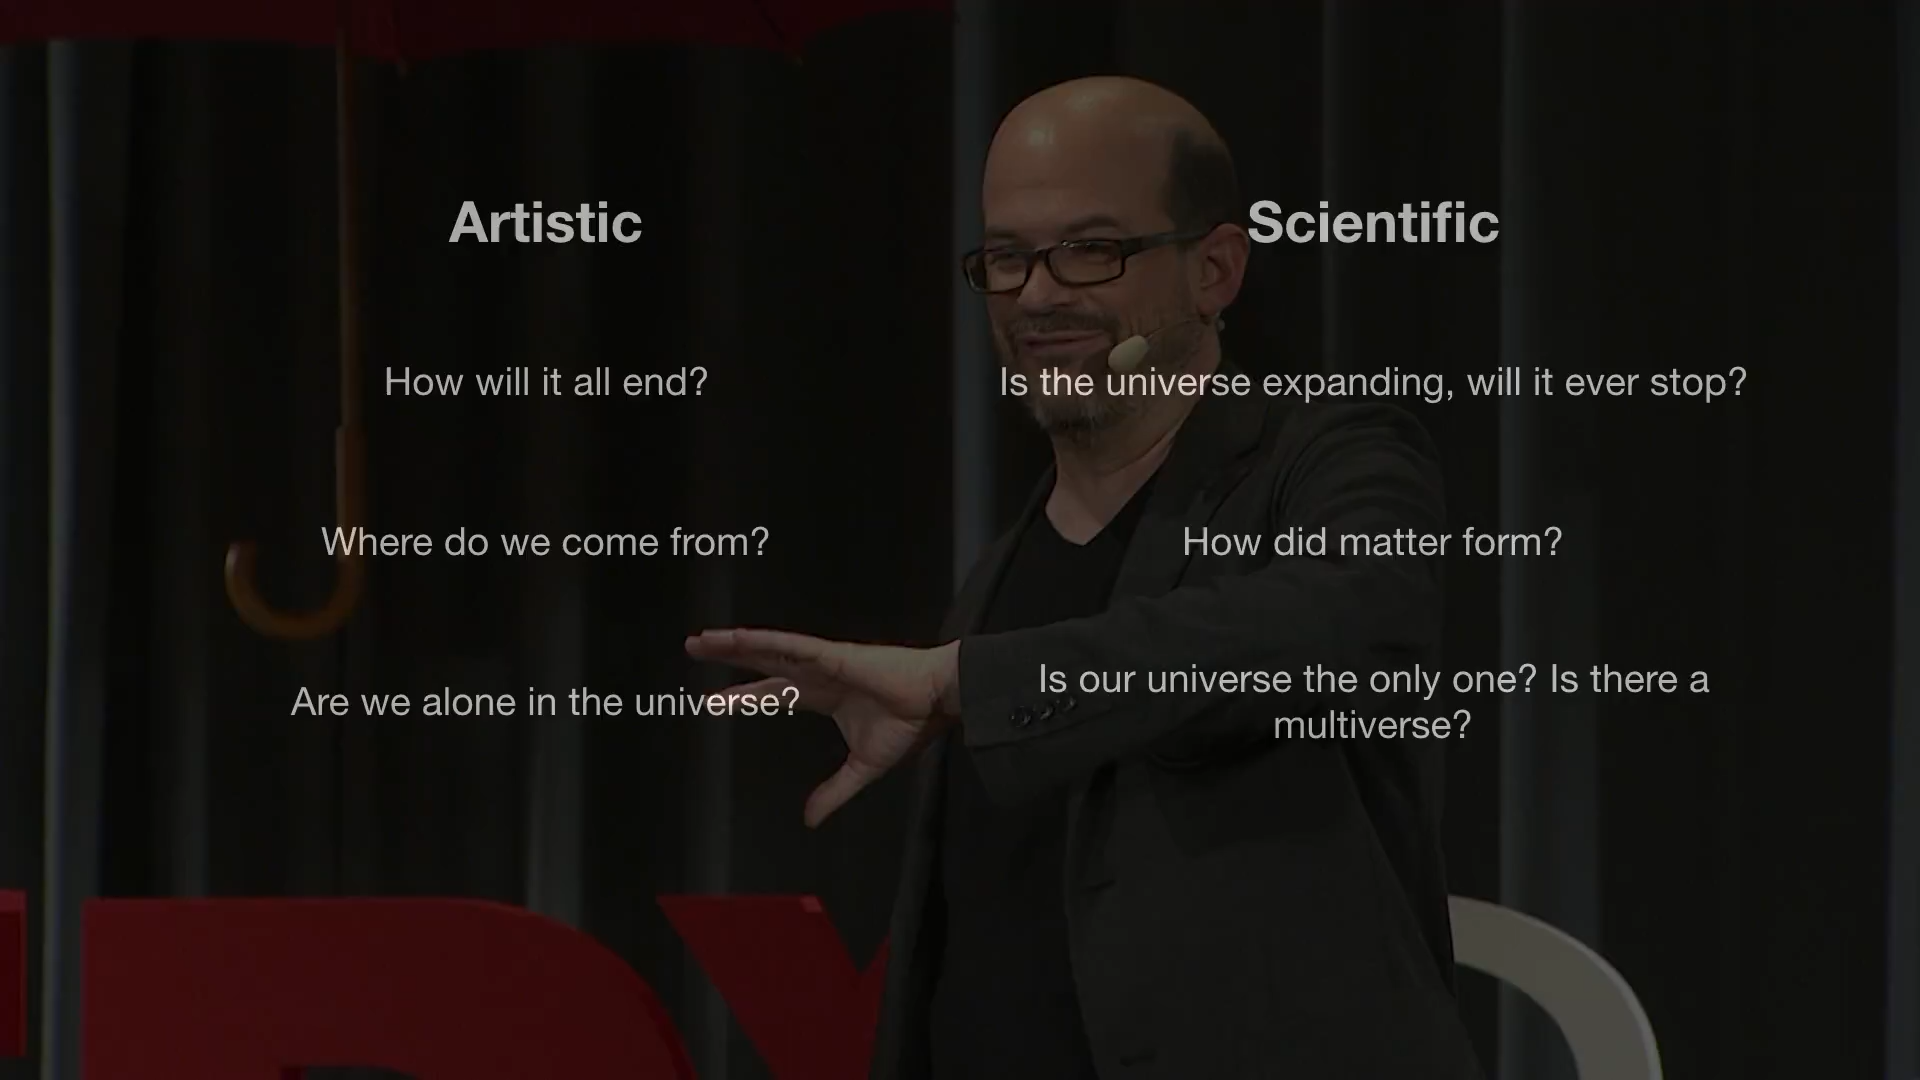 Artistic
Scientific
How will it all end?
Is the universe expanding, will it ever stop?
Where do we come from?
How did matter form?
Are we alone in the universe?
Is our universe the only one? Is there a
multiverse?